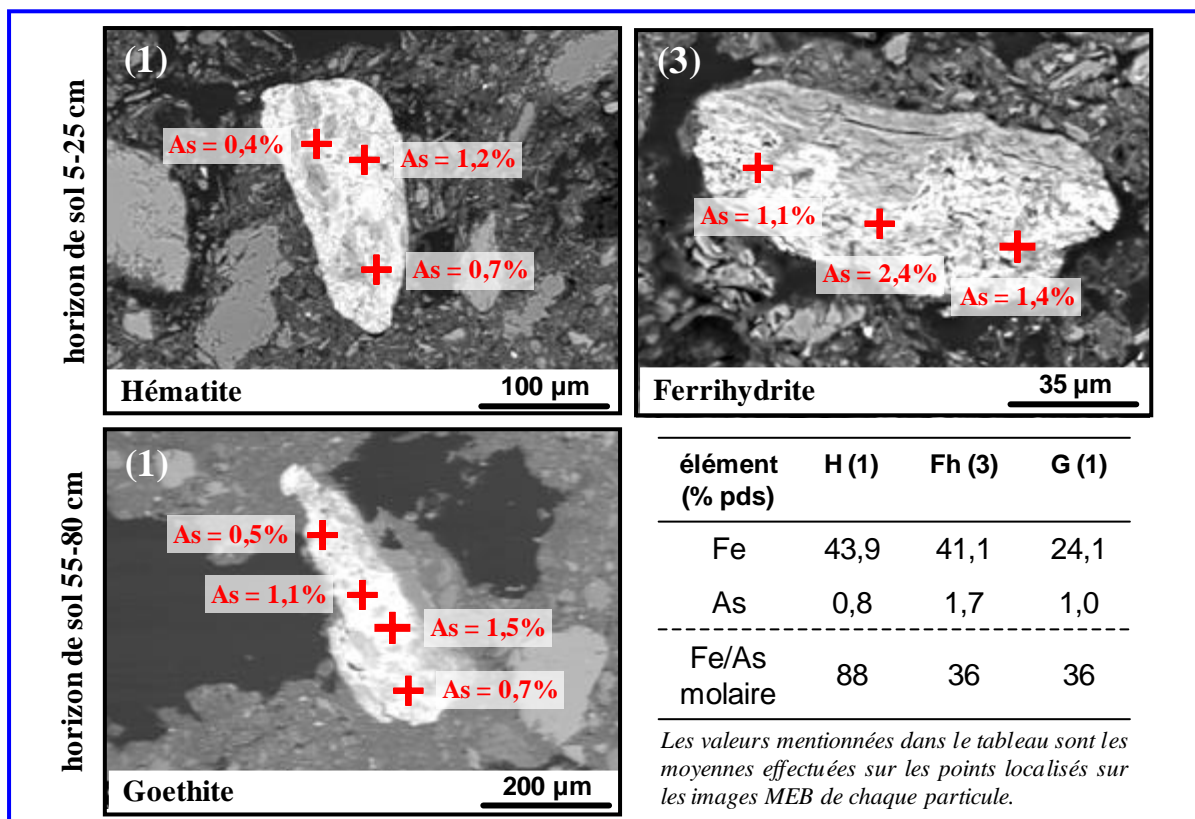 horizon de sol 5-25 cm
(1)
As = 0,4%
As = 1,2%
As = 0,7%
Hématite
100 µm
(3)
As = 1,1%
As = 2,4%
As = 1,4%
Ferrihydrite
35 µm
horizon de sol 55-80 cm
(1)
As = 0,5%
As = 1,1%
As = 1,5%
As = 0,7%
Goethite
200 µm
élément (% pds) H (1) Fh (3) G (1)
Fe 43,9 41,1 24,1
As 0,8 1,7 1,0
Fe/As molaire 88 36 36
Les valeurs mentionnées dans le tableau sont les
moyennes effectuées sur les points localisés sur
les images MEB de chaque particule.